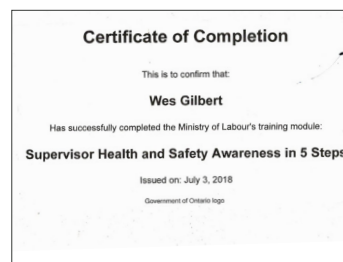 Certificate of Completion
This is to confirm that:
Wes Gilbert
Has successfully completed the Ministry of Labour's training module:
Supervisor Health and Safety Awareness in 5 Steps
Issued on: July 3, 2018
Government of Ontario logo